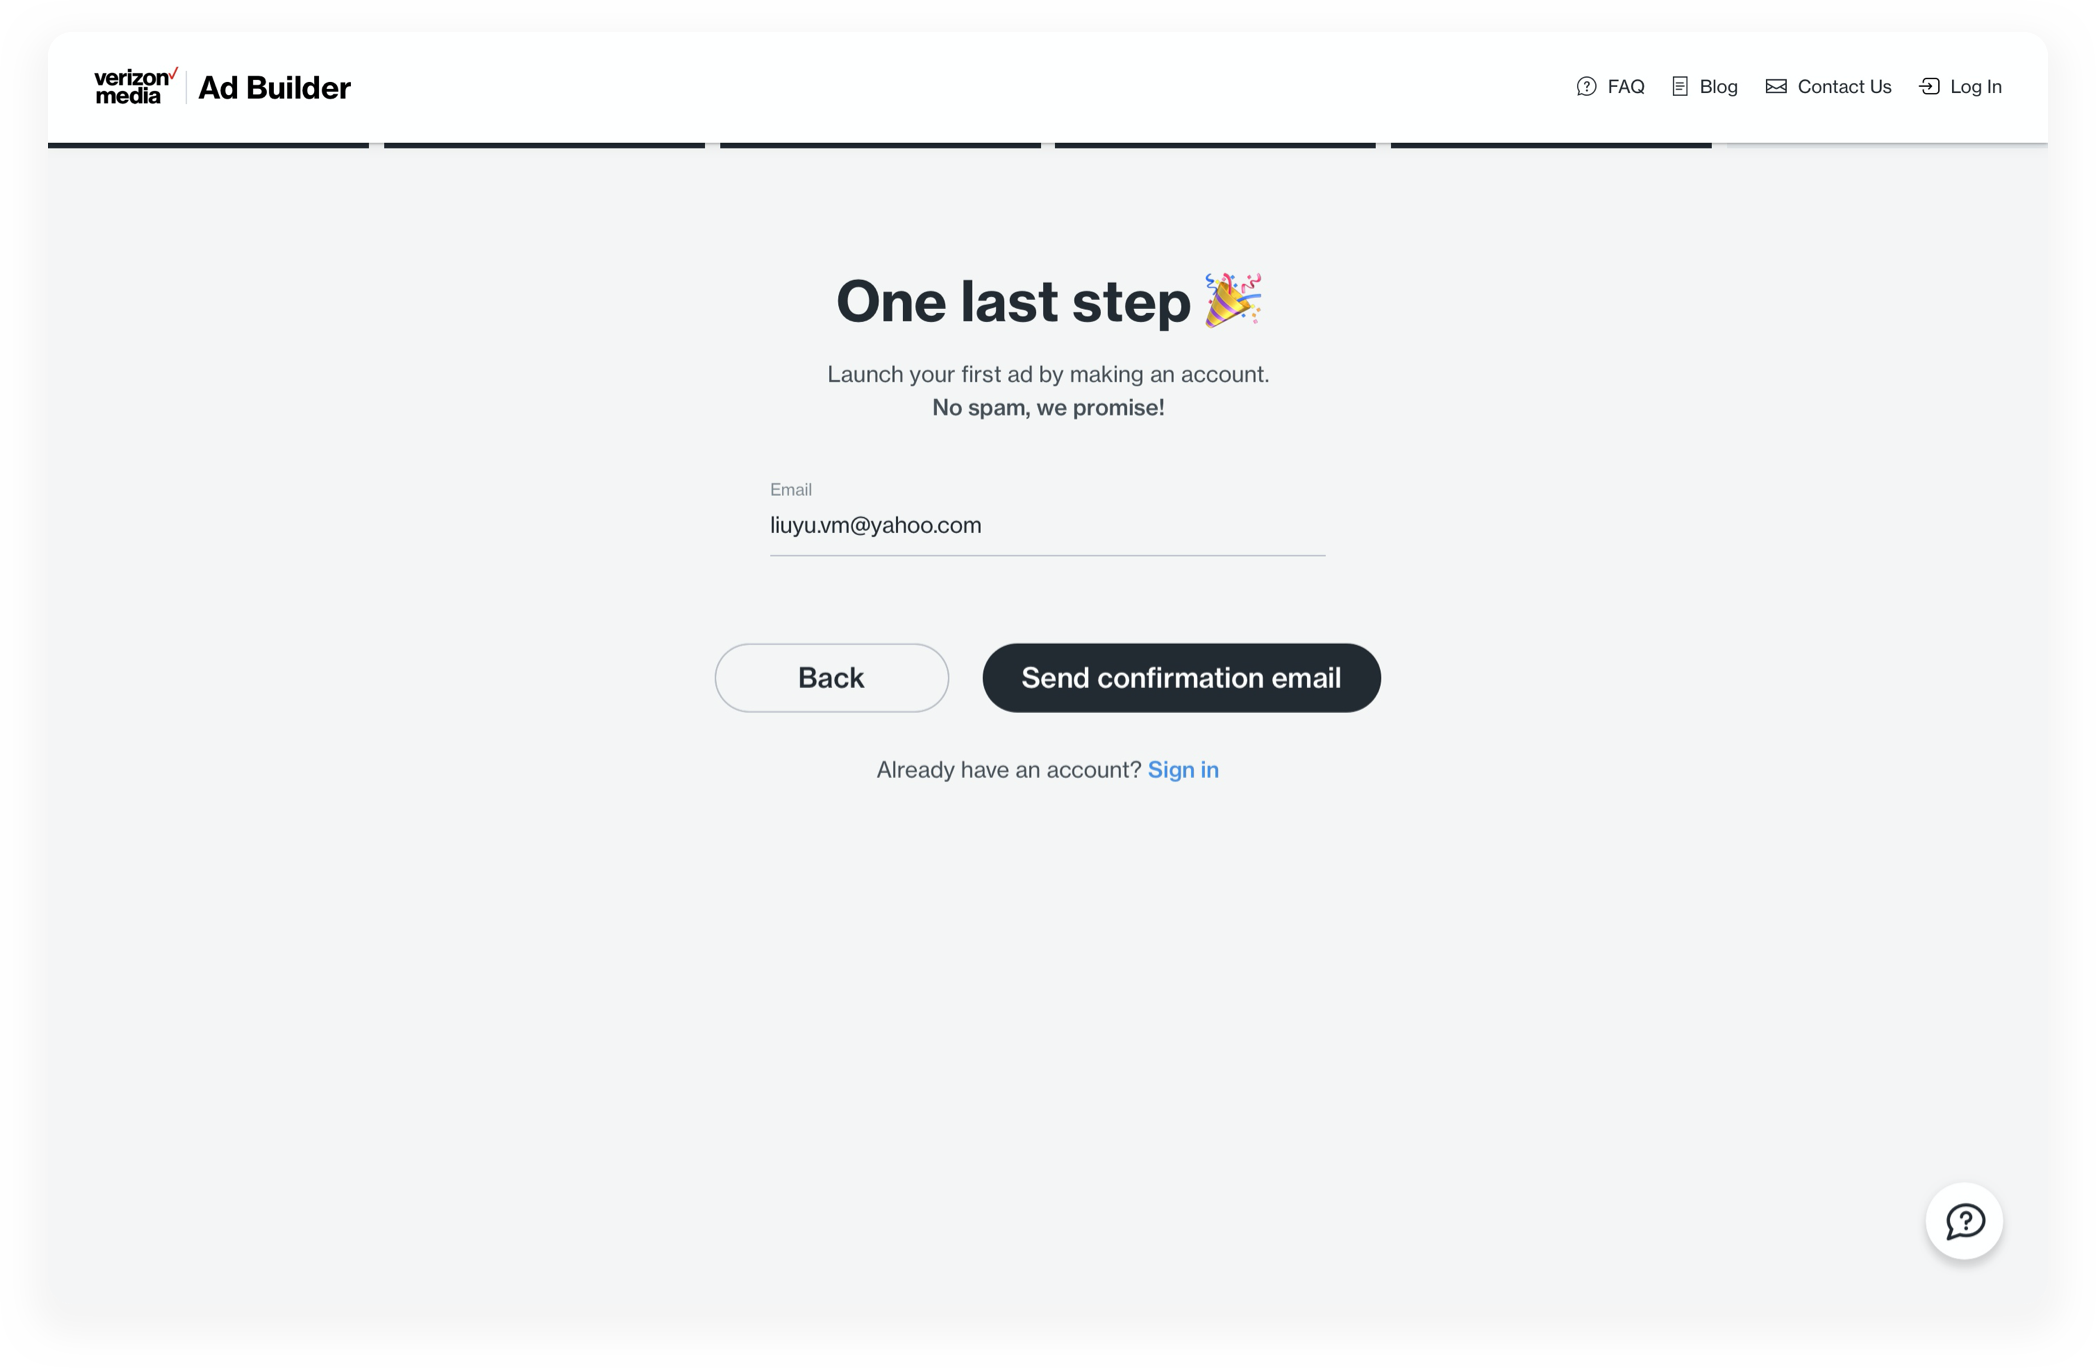 verizon✓
media
Ad Builder
FAQ
Blog
Contact Us
Log In
One last step 🎉
Launch your first ad by making an account.
No spam, we promise!
Email
liuyu.vm@yahoo.com
Back
Send confirmation email
Already have an account? Sign in